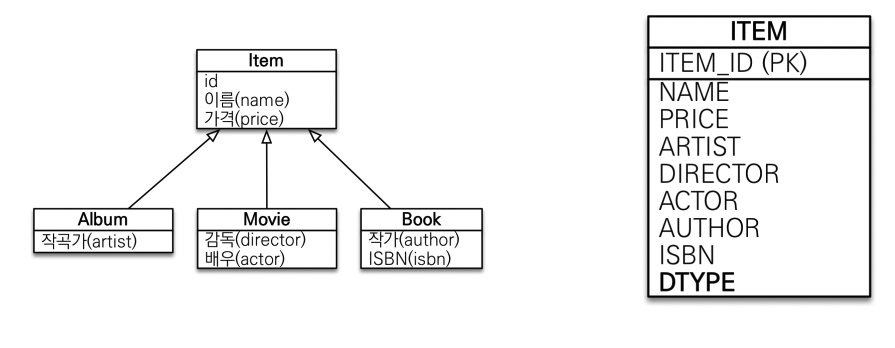 Item
id
이름(name)
가격(price)
Album
작곡가(artist)
Movie
감독(director)
배우(actor)
Book
작가(author)
ISBN(isbn)
ITEM
ITEM_ID (PK)
NAME
PRICE
ARTIST
DIRECTOR
ACTOR
AUTHOR
ISBN
DTYPE